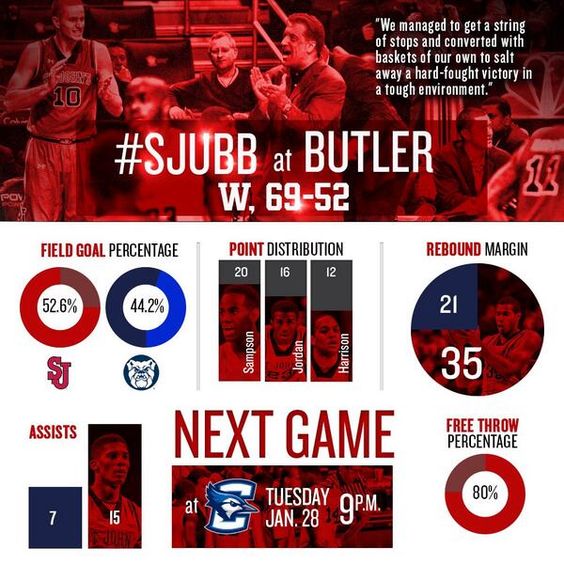 "We managed to get a string
of stops and converted with
baskets of our own to salt
away a hard-fought victory in
a tough environment."
10
11
#SJUBB at BUTLER
W, 69-52
FIELD GOAL PERCENTAGE
52.6%
44.2%
SJ
POINT DISTRIBUTION
20
16
12
Sampson
Jordan
Harrison
REBOUND MARGIN
21
35
ASSISTS
7
15
NEXT GAME
at
TUESDAY
JAN. 28
9P.M.
FREE THROW
PERCENTAGE
80%